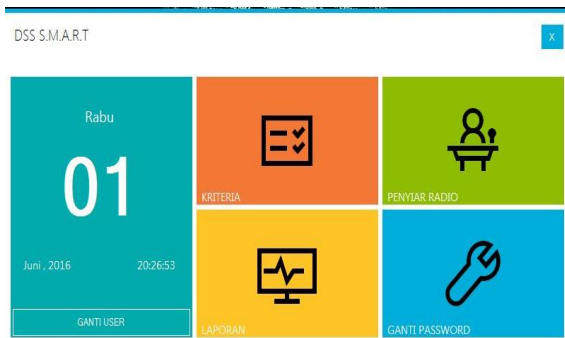 DSS S.M.A.R.T
X
Rabu
01
Juni , 2016
20:26:53
GANTI USER
KRITERIA
PENYIAR RADIO
LAPORAN
GANTI PASSWORD